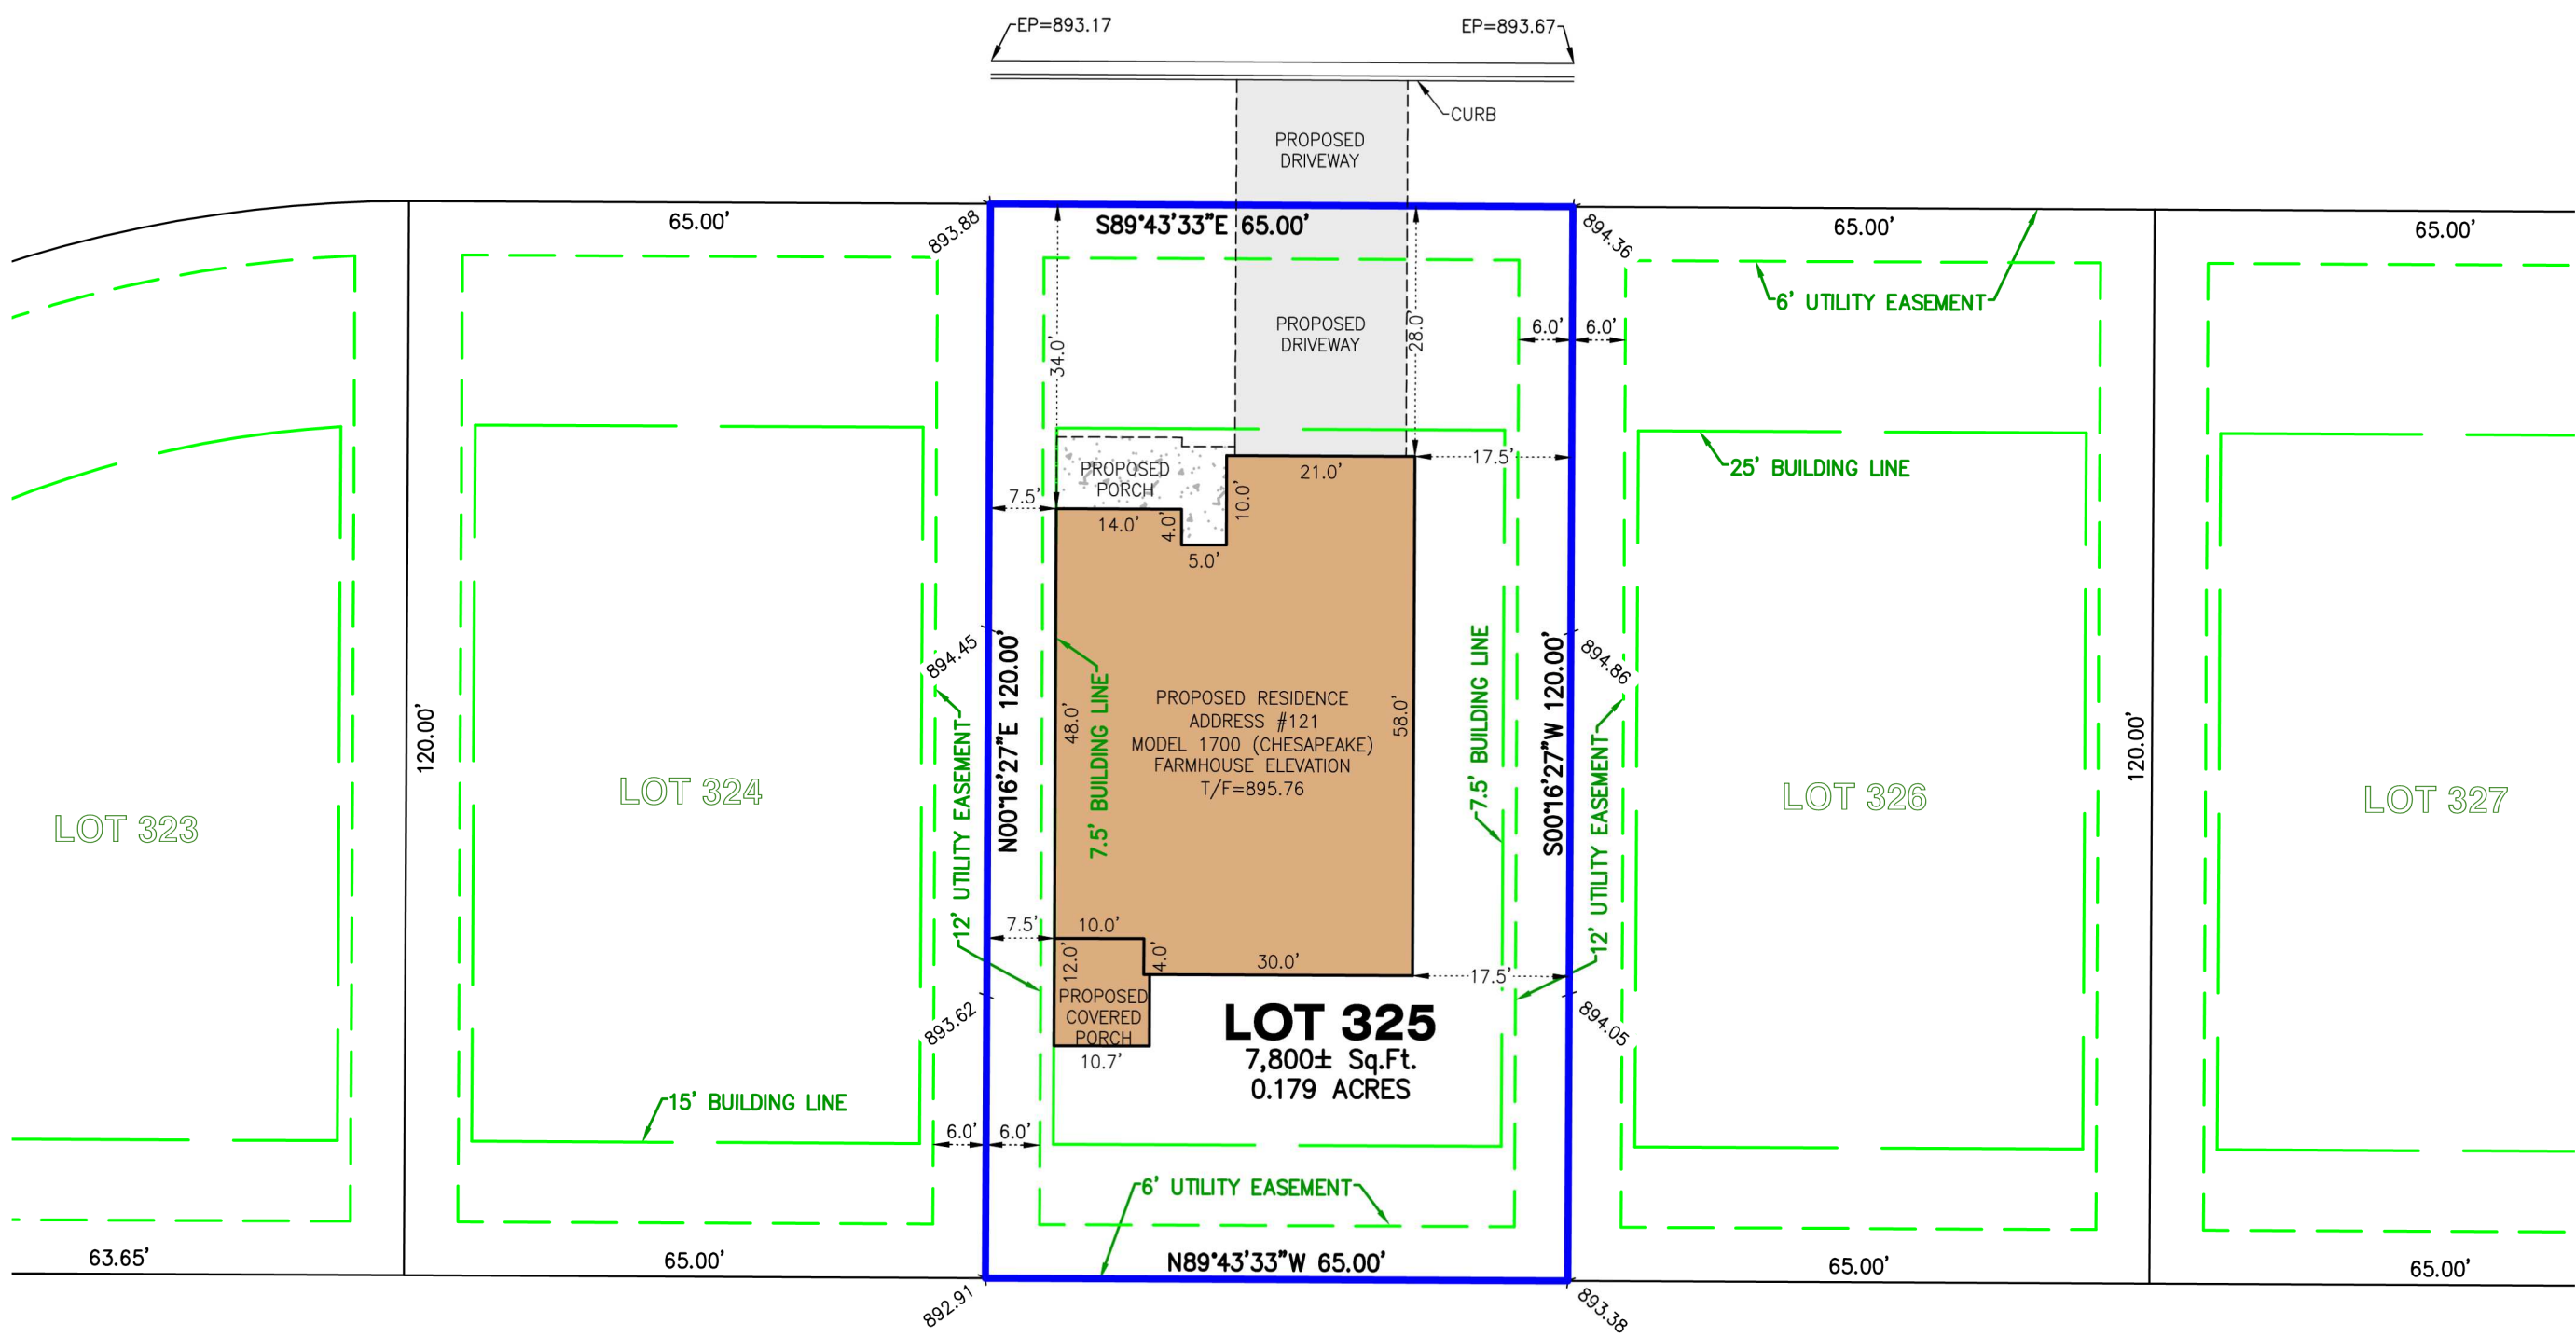 EP=893.17
EP=893.67
CURB
PROPOSED
DRIVEWAY
65.00'
893.88
S89°43'33"E 65.00'
894.36
65.00'
65.00'
6' UTILITY EASEMENT
PROPOSED
DRIVEWAY
34.0'
28.0'
6.0'
6.0'
PROPOSED
PORCH
21.0'
17.5'
25' BUILDING LINE
7.5'
14.0'
4.0'
10.0'
5.0'
894.45
N00°16'27"E 120.00'
7.5' BUILDING LINE
48.0'
PROPOSED RESIDENCE
ADDRESS #121
MODEL 1700 (CHESAPEAKE)
FARMHOUSE ELEVATION
T/F=895.76
58.0'
7.5' BUILDING LINE
S00°16'27"W 120.00'
894.86
120.00'
12' UTILITY EASEMENT
12' UTILITY EASEMENT
120.00'
LOT 323
LOT 324
LOT 326
LOT 327
7.5'
10.0'
12.0'
4.0'
30.0'
17.5'
PROPOSED
COVERED
PORCH
10.7'
893.62
894.05
LOT 325
7,800± Sq.Ft.
0.179 ACRES
15' BUILDING LINE
6.0'
6.0'
6' UTILITY EASEMENT
63.65'
65.00'
N89°43'33"W 65.00'
65.00'
65.00'
892.91
893.38